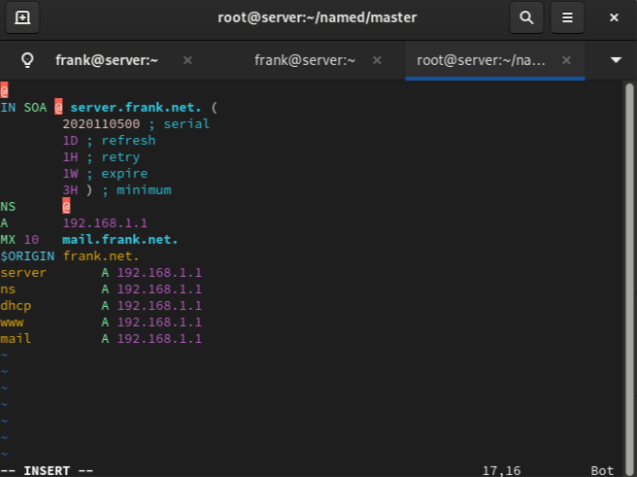 root@server:~/named/master
frank@server:~ × frank@server:~ × root@server:~/na... ×
@
IN SOA @ server.frank.net. (
2020110500 ; serial
1D ; refresh
1H ; retry
1W ; expire
3H ) ; minimum
NS @
A 192.168.1.1
MX 10 mail.frank.net.
$ORIGIN frank.net.
server A 192.168.1.1
ns A 192.168.1.1
dhcp A 192.168.1.1
www A 192.168.1.1
mail A 192.168.1.1
~
~
~
~
~
~
~
-- INSERT -- 17,16 Bot